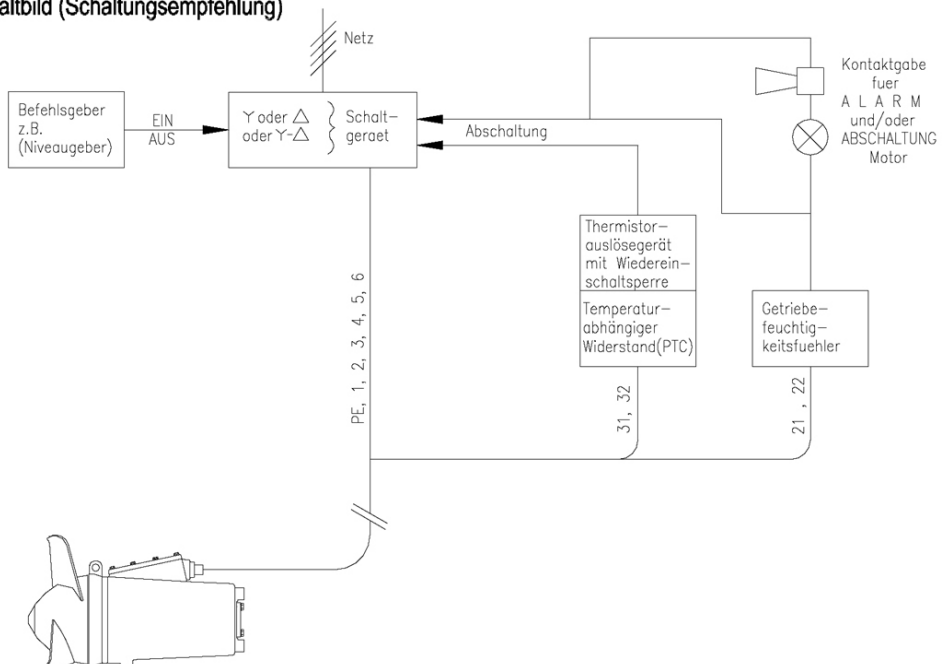 altbild (Schaltungsempfehlung)
Netz
Befehlsgeber
z.B.
(Niveaugeber)
EIN
AUS
Y oder △
oder Y-△
Schalt-
geraet
Abschaltung
Kontaktgabe
fuer
A L A R M
und/oder
ABSCHALTUNG
Motor
Thermistor-
auslösegerät
mit Wiederein-
schaltsperre
Temperatur-
abhängiger
Widerstand(PTC)
Getriebe-
feuchtig-
keitsfuehler
PE, 1, 2, 3, 4, 5, 6
31, 32
21 , 22